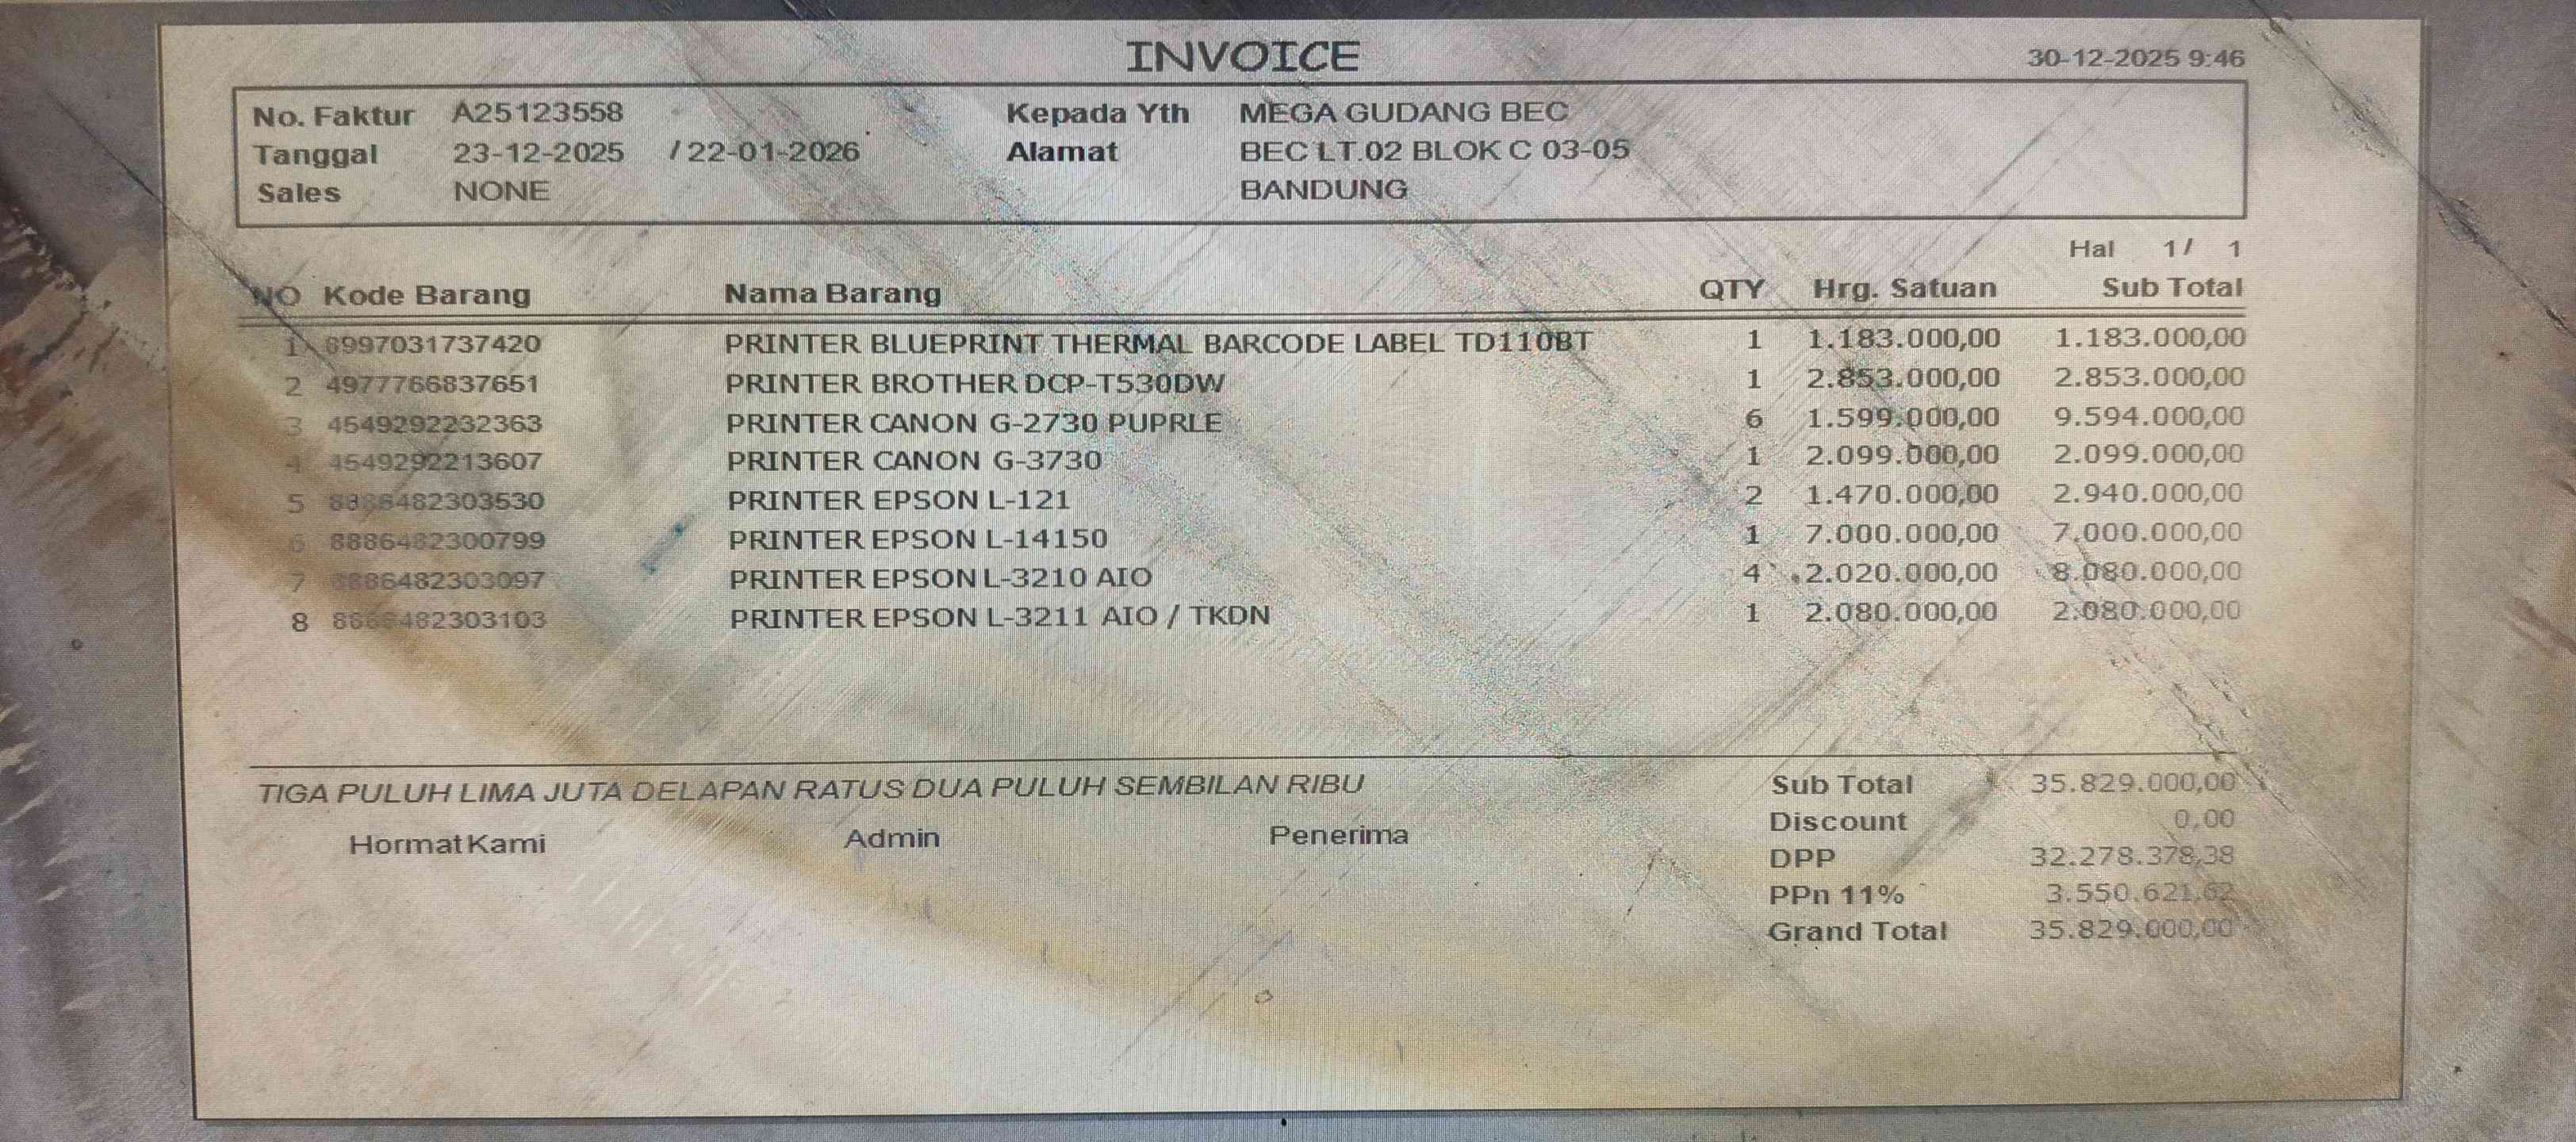 INVOICE
30-12-2025 9:46
No. Faktur A25123558 Kepada Yth MEGA GUDANG BEC
Tanggal 23-12-2025 / 22-01-2026 Alamat BEC LT.02 BLOK C 03-05
Sales NONE BANDUNG
Hal 1/ 1
NO Kode Barang Nama Barang QTY Hrg. Satuan Sub Total
1 6997031737420 PRINTER BLUEPRINT THERMAL BARCODE LABEL TD110BT 1 1.183.000,00 1.183.000,00
2 4977766837651 PRINTER BROTHER DCP-T530DW 1 2.853.000,00 2.853.000,00
3 4549292232363 PRINTER CANON G-2730 PUPRLE 6 1.599.000,00 9.594.000,00
4 4549292213607 PRINTER CANON G-3730 1 2.099.000,00 2.099.000,00
5 8886482303530 PRINTER EPSON L-121 2 1.470.000,00 2.940.000,00
6 8886482300799 PRINTER EPSON L-14150 1 7.000.000,00 7.000.000,00
7 8886482303097 PRINTER EPSON L-3210 AIO 4 2.020.000,00 8.080.000,00
8 PRINTER EPSON L-3211 AIO / TKDN 1 2.080.000,00 2.080.000,00
TIGA PULUH LIMA JUTA DELAPAN RATUS DUA PULUH SEMBILAN RIBU
Hormat Kami Admin Penerima
Sub Total 35.829.000,00
Discount 0,00
DPP 32.278.378,38
PPn 11% 3.550.621,62
Grand Total 35.829.000,00